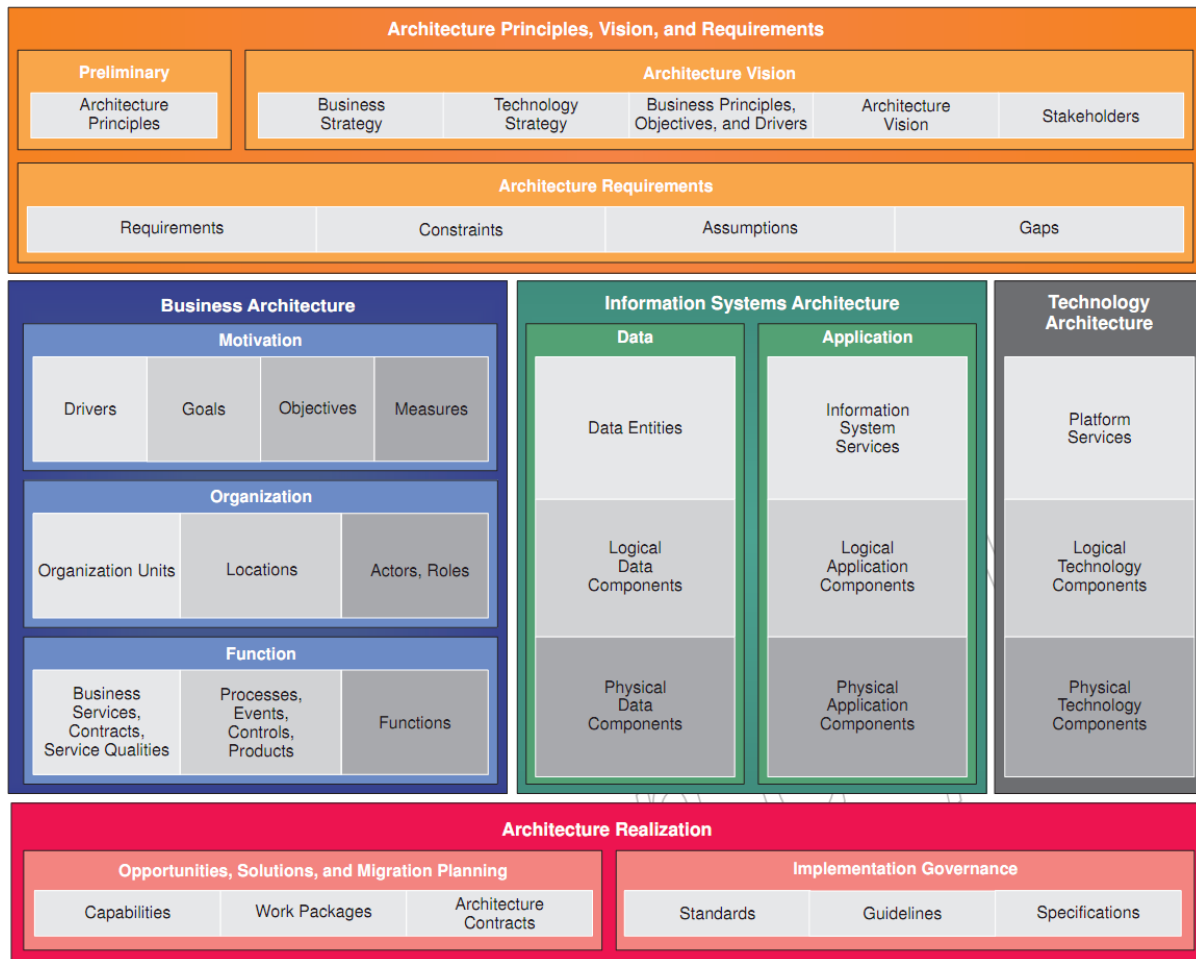 Architecture Principles, Vision, and Requirements
Preliminary
Architecture
Principles
Architecture Vision
Business
Strategy
Technology
Strategy
Business Principles,
Objectives, and Drivers
Architecture
Vision
Stakeholders
Architecture Requirements
Requirements
Constraints
Assumptions
Gaps
Business Architecture
Motivation
Drivers
Goals
Objectives
Measures
Organization
Organization Units
Locations
Actors, Roles
Function
Business
Services,
Contracts,
Service Qualities
Processes,
Events,
Controls,
Products
Functions
Information Systems Architecture
Data
Data Entities
Logical
Data
Components
Physical
Data
Components
Application
Information
System
Services
Logical
Application
Components
Physical
Application
Components
Technology
Architecture
Platform
Services
Logical
Technology
Components
Physical
Technology
Components
Architecture Realization
Opportunities, Solutions, and Migration Planning
Capabilities
Work Packages
Architecture
Contracts
Implementation Governance
Standards
Guidelines
Specifications